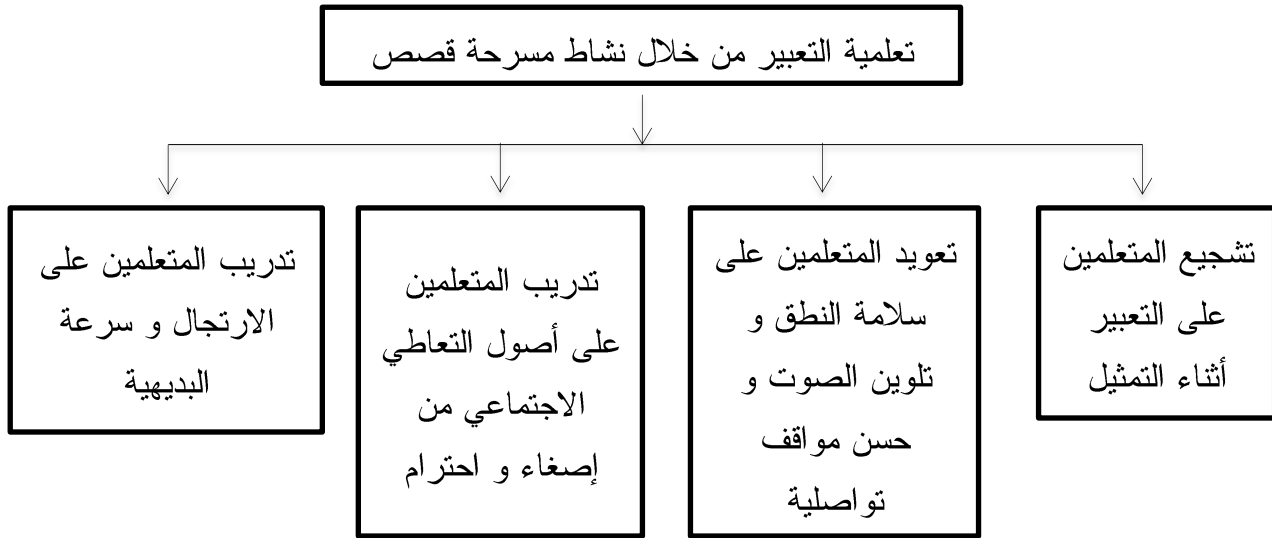 تعلمية التعبير من خلال نشاط مسرحة قصص
تشجيع المتعلمين
على التعبير
أثناء التمثيل
تعويد المتعلمين على
سلامة النطق و
تلوين الصوت و
حسن مواقف
تواصلية
تدريب المتعلمين
على أصول التعاطي
الاجتماعي من
إصغاء و احترام
تدريب المتعلمين على
الارتجال و سرعة
البديهية